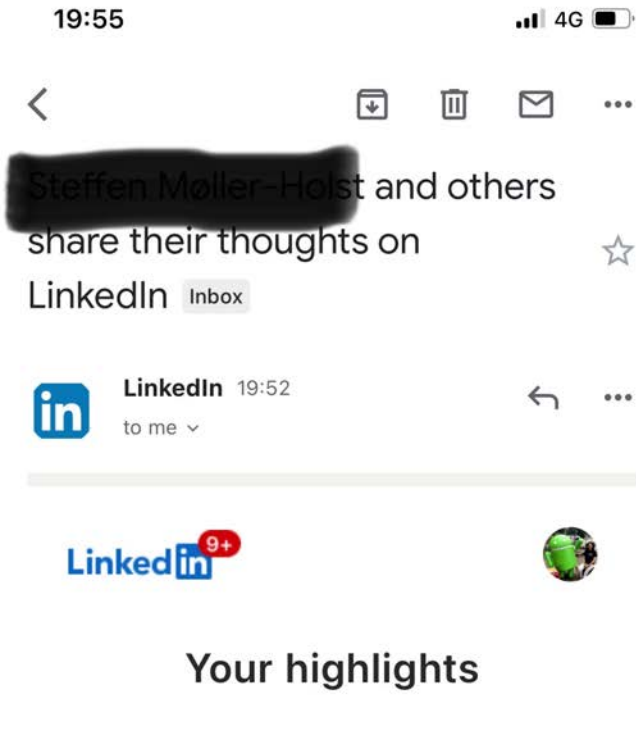 19:55 4G
and others
share their thoughts on
LinkedIn Inbox
LinkedIn 19:52
to me
in
Linkedin 9+
Your highlights